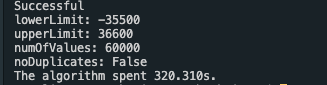 Successful
lowerLimit: -35500
upperLimit: 36600
numOfValues: 60000
noDuplicates: False
The algorithm spent 320.310s.